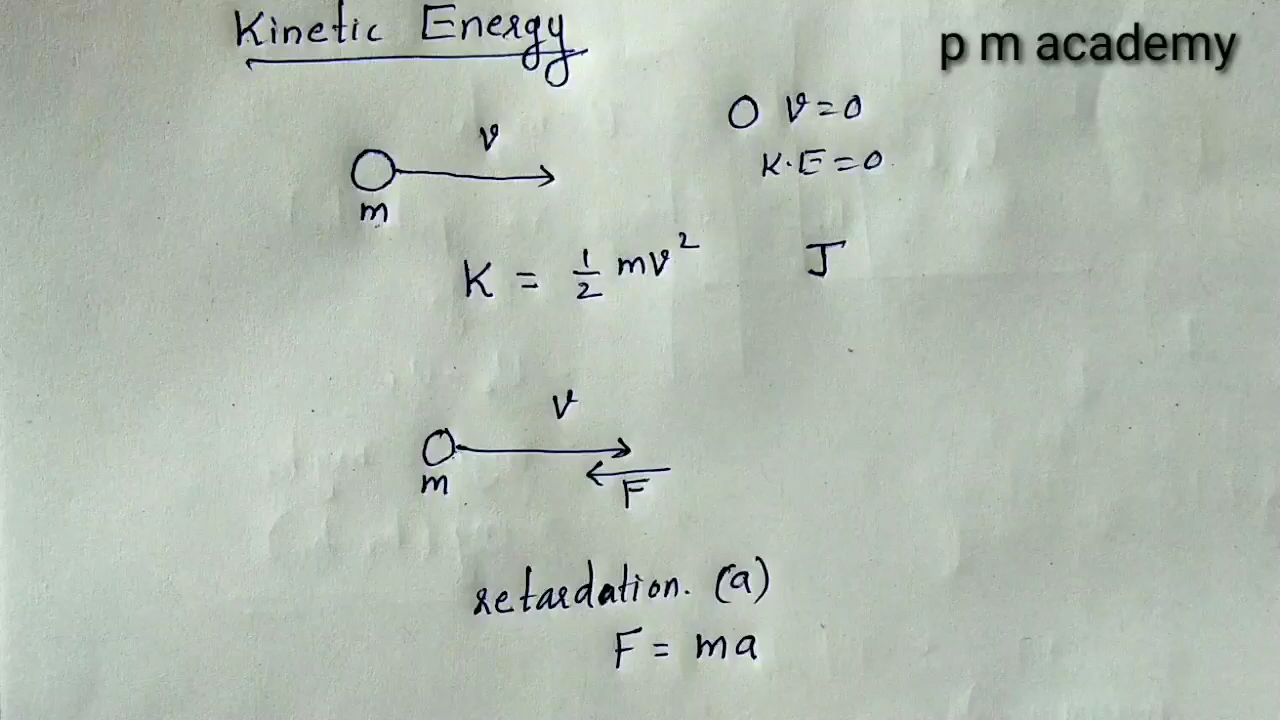 Kinetic Energy
p m academy
v
m
v=0
K.E=0
K = 1/2 mv²
J
v
m
F
retardation. (a)
F = ma